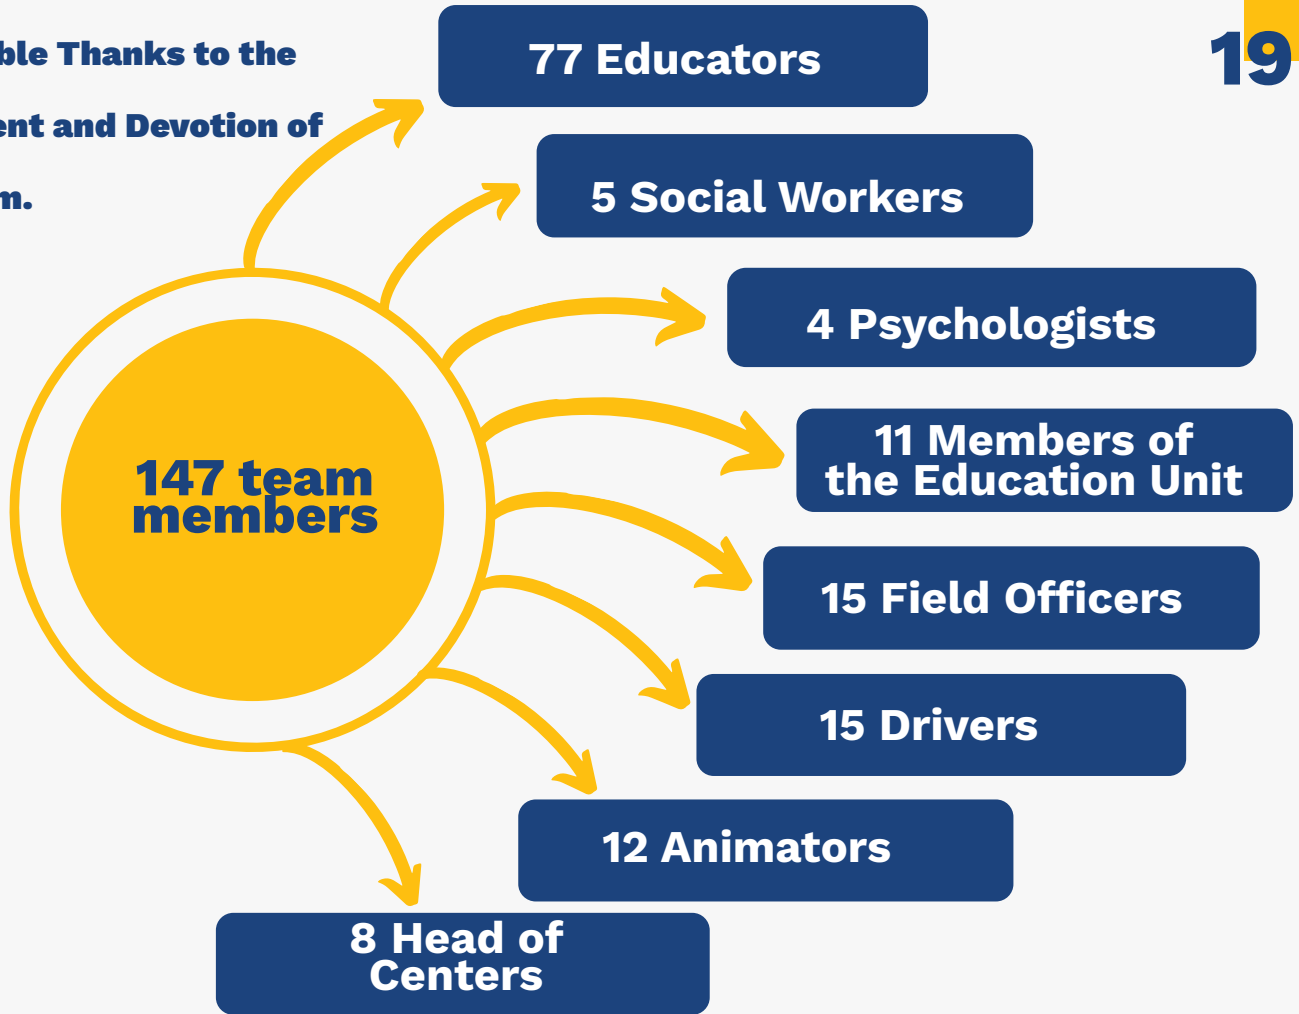 ble Thanks to the
ent and Devotion of
m.
19
77 Educators
5 Social Workers
4 Psychologists
11 Members of
the Education Unit
15 Field Officers
15 Drivers
12 Animators
8 Head of
Centers
147 team
members